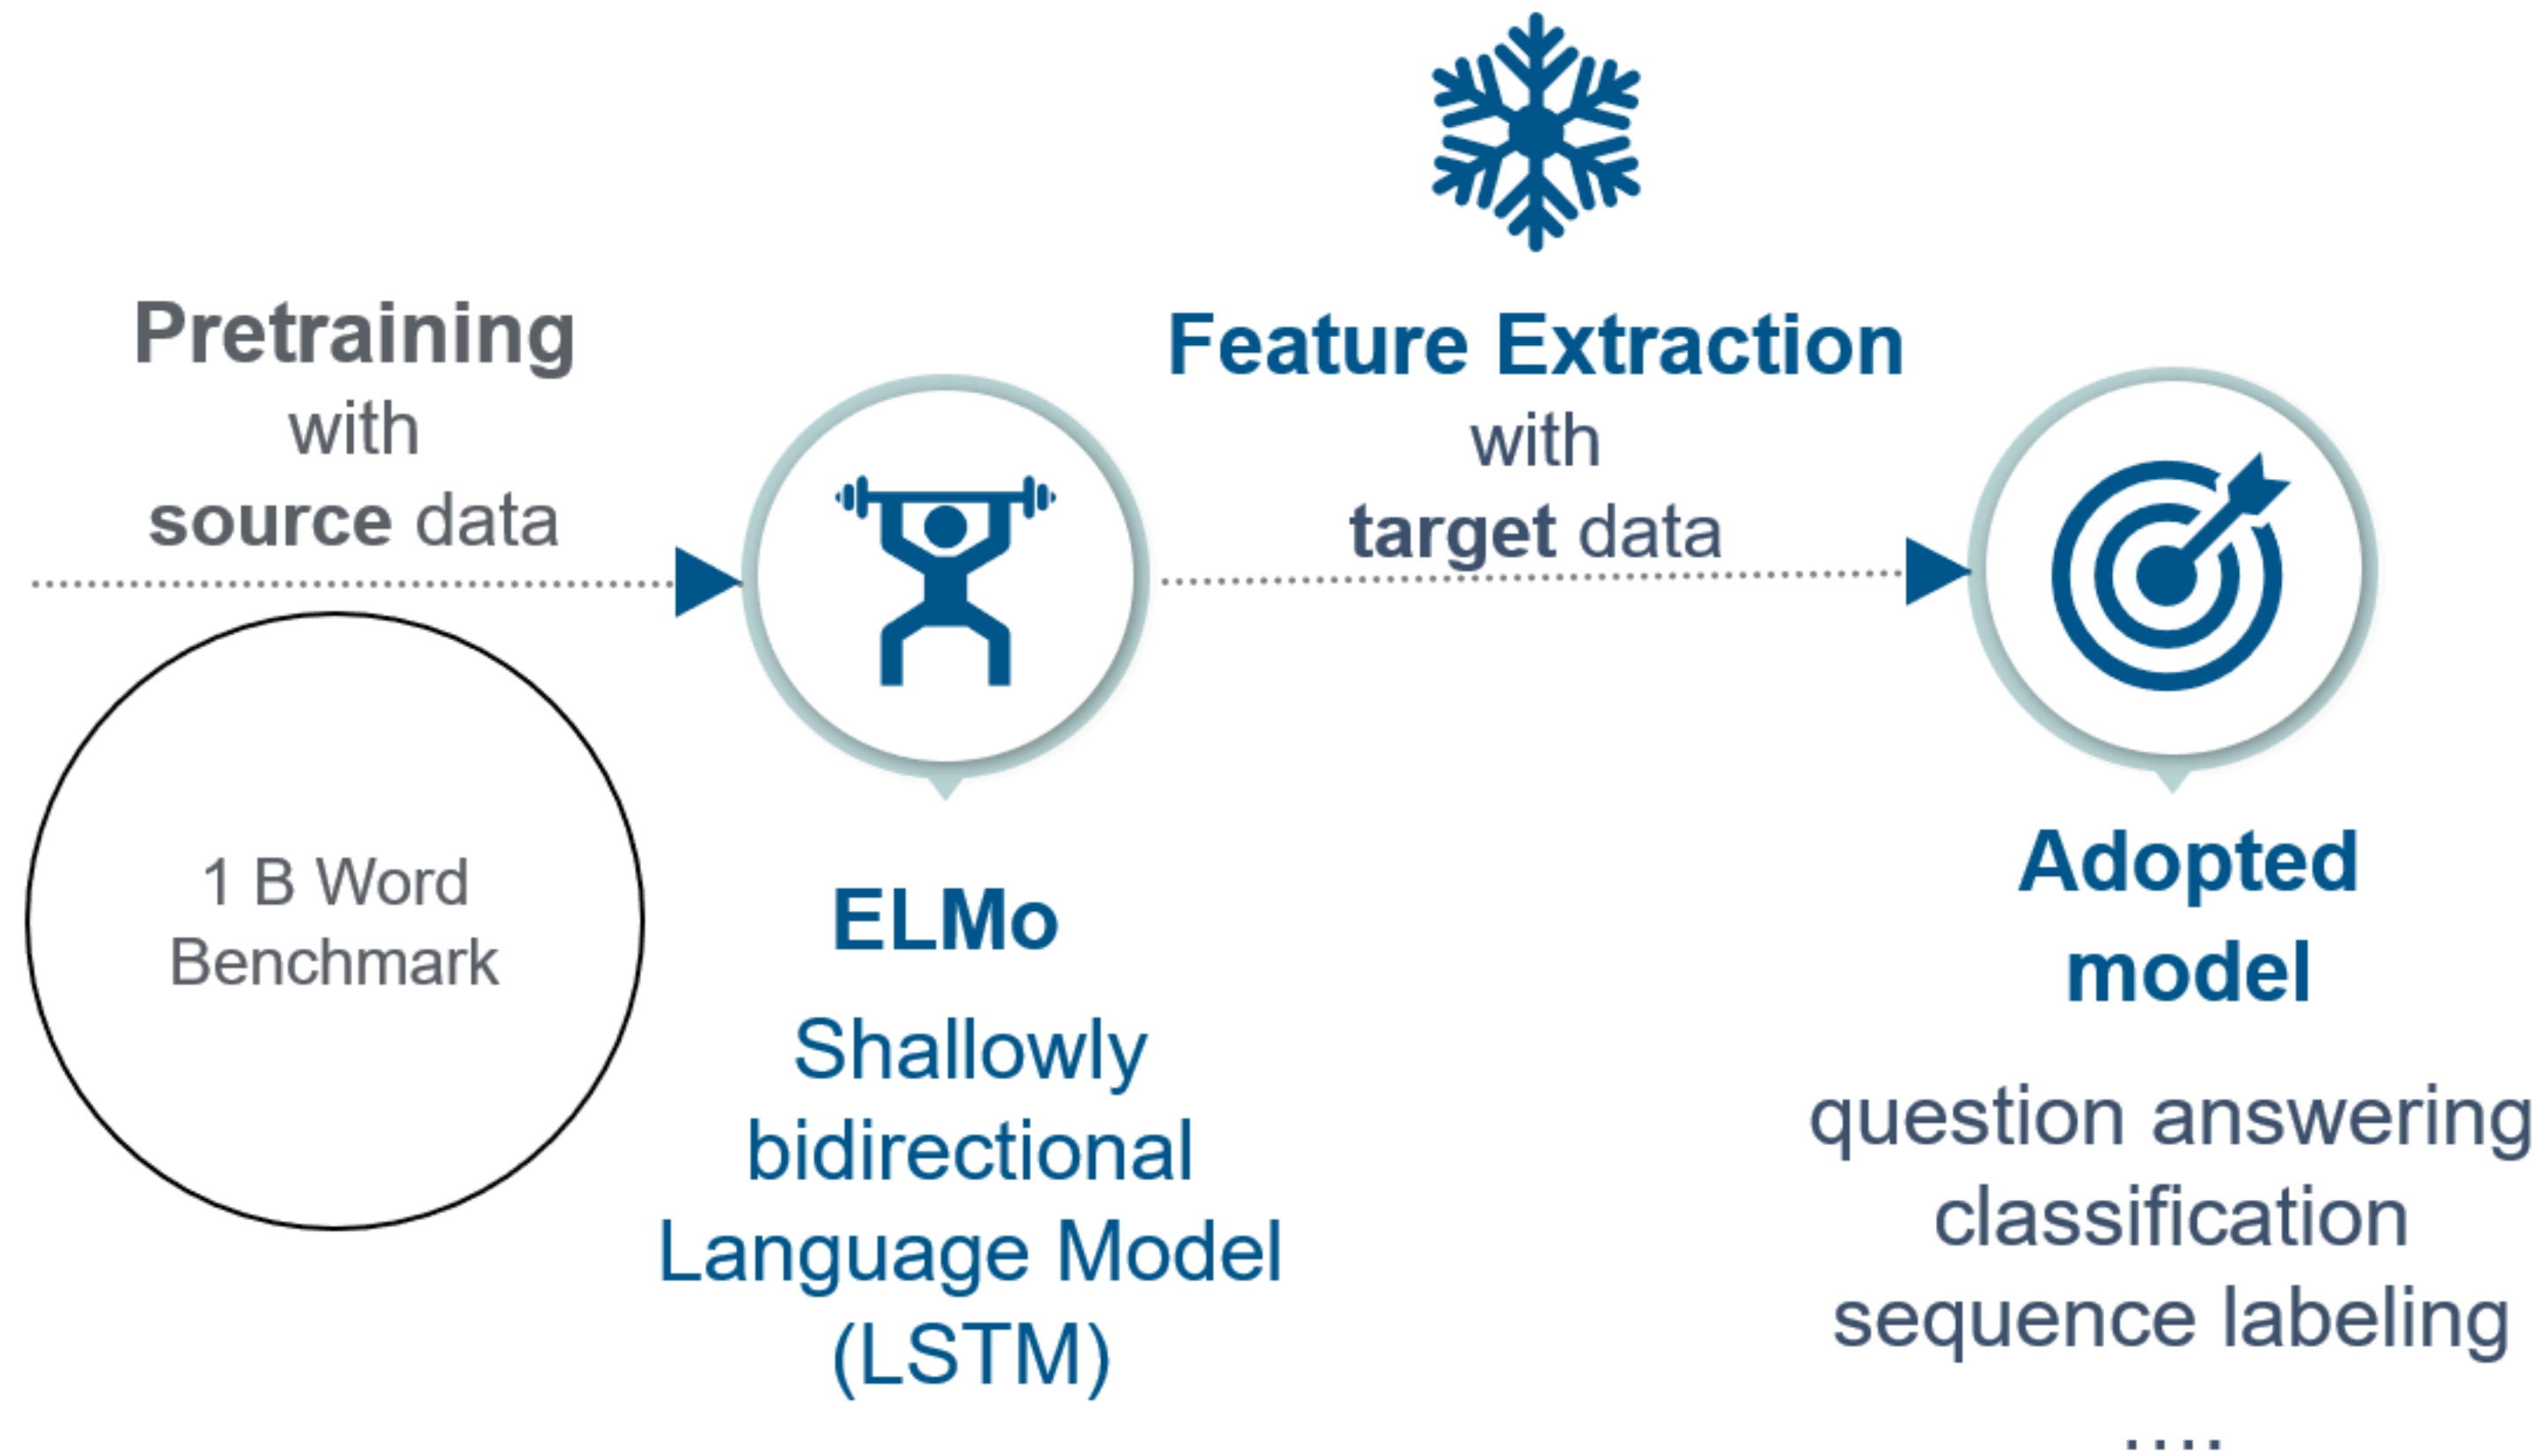 Pretraining
with
source data
1 B Word
Benchmark
ELMo
Shallowly
bidirectional
Language Model
(LSTM)
Feature Extraction
with
target data
Adopted
model
question answering
classification
sequence labeling
....